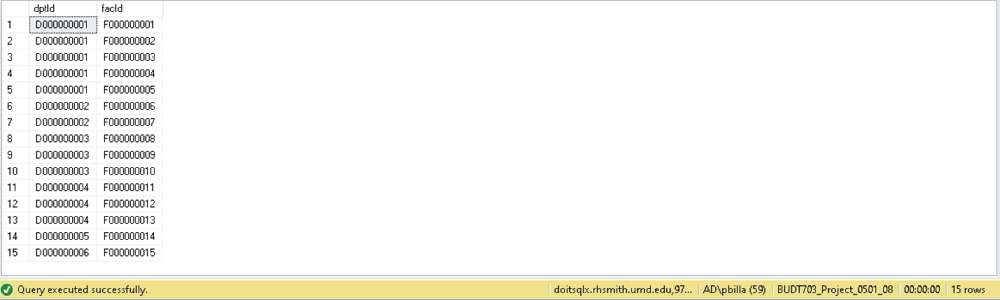 dptId facId
1 D000000001 F000000001
2 D000000001 F000000002
3 D000000001 F000000003
4 D000000001 F000000004
5 D000000001 F000000005
6 D000000002 F000000006
7 D000000002 F000000007
8 D000000003 F000000008
9 D000000003 F000000009
10 D000000003 F000000010
11 D000000004 F000000011
12 D000000004 F000000012
13 D000000004 F000000013
14 D000000005 F000000014
15 D000000006 F000000015
Query executed successfully. doitsqlx.rhsmith.umd.edu,97... AD\pbilla (59) BUDT703_Project_0501_08 00:00:00 15 rows